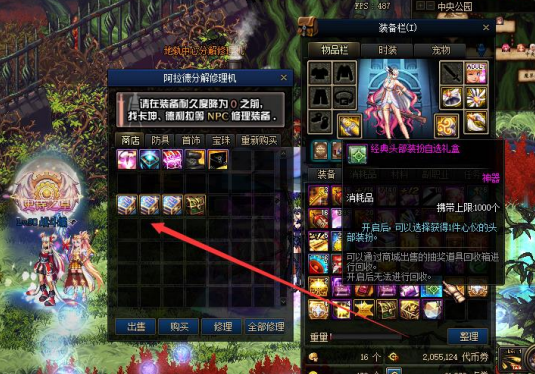 FPS 487
中央公园
地轨中心分解修理
装备栏(I)
物品栏
时装
宠物
阿拉德分解修理机
请在装备耐久度降为 0 之前,
找卡坤、德利拉等 NPC 修理装备.
商店
防具
首饰
宝珠
重新购买
经典头部装扮自选礼盒
神器
装备
消耗品
携带上限1000个
开启后,可以选择获得1件心仪的头
部装扮。
可以通过商城出售的抽奖道具回收箱进
行回收。
开启后无法进行回收。
出售
购买
修理
全部修理
重量
整理
16 个
2,055,124 代币券